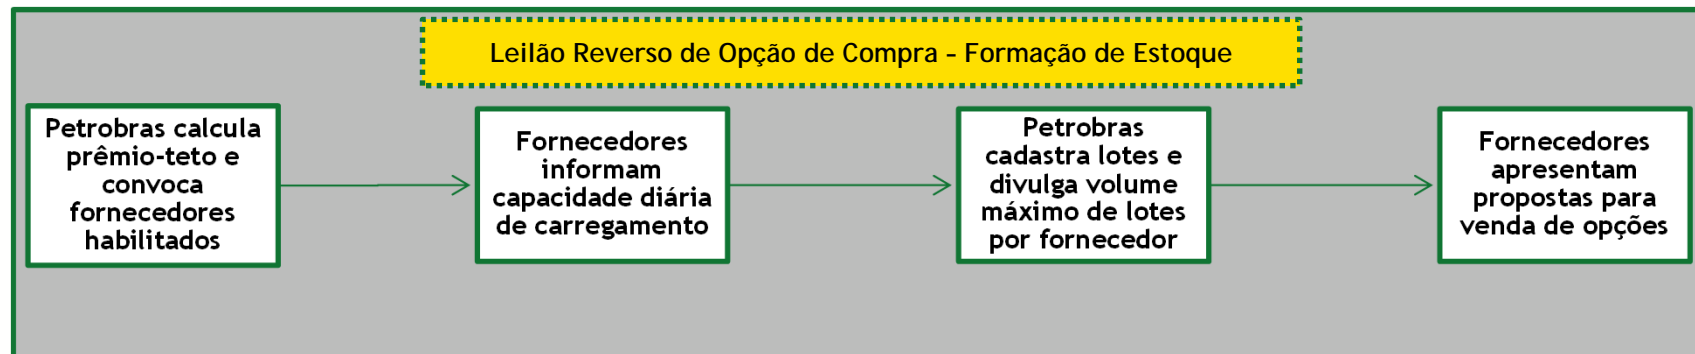 Leilão Reverso de Opção de Compra – Formação de Estoque
Petrobras calcula
prêmio-teto e
convoca
fornecedores
habilitados
Fornecedores
informam
capacidade diária
de carregamento
Petrobras
cadastra lotes e
divulga volume
máximo de lotes
por fornecedor
Fornecedores
apresentam
propostas para
venda de opções